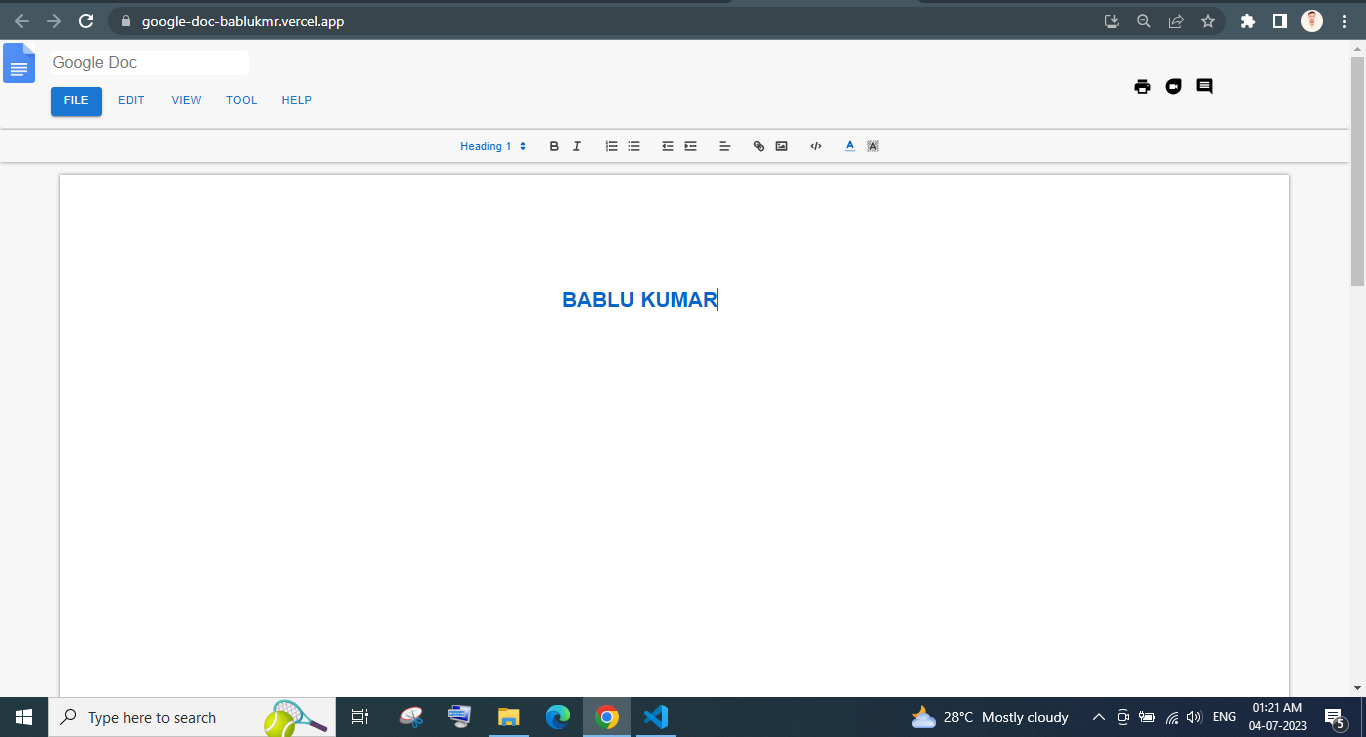 google-doc-bablukmr.vercel.app
Google Doc
FILE EDIT VIEW TOOL HELP
Heading 1
BABLU KUMAR
Type here to search
28°C Mostly cloudy
ENG
01:21 AM
04-07-2023
5